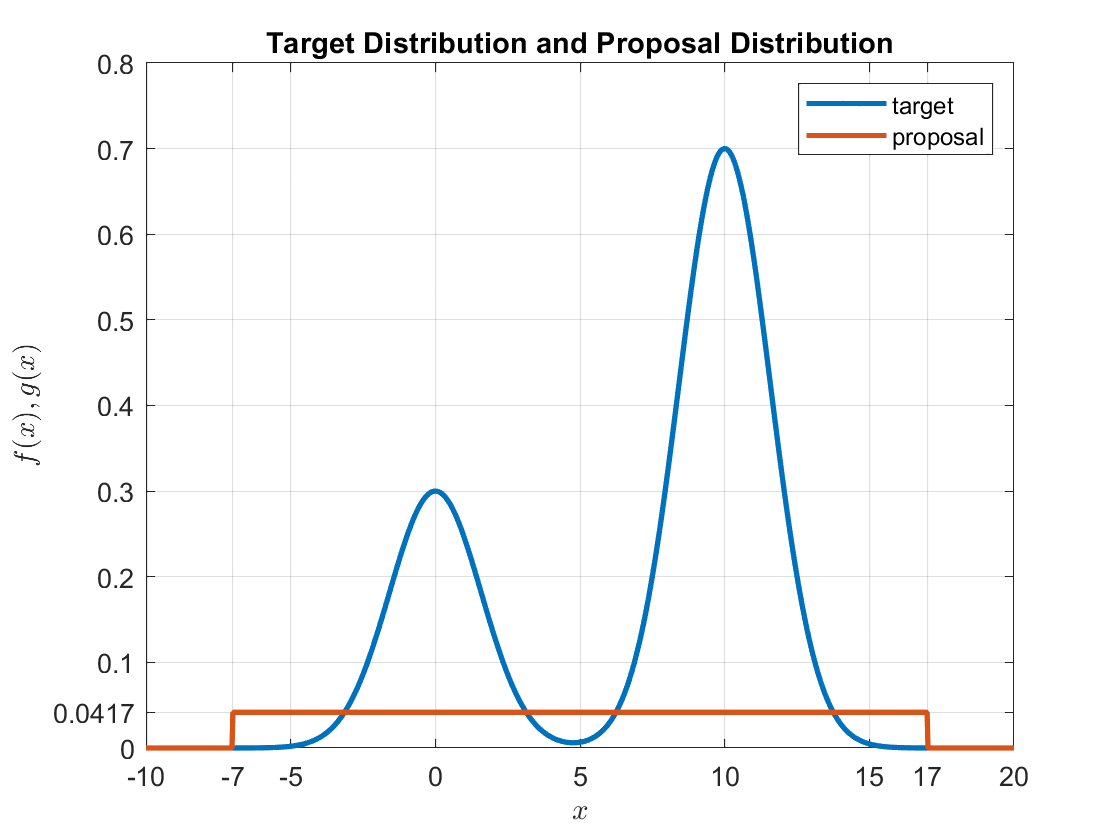 Target Distribution and Proposal Distribution
0.8
0.7
0.6
0.5
0.4
0.3
0.2
0.1
0.0417
0
f(x), g(x)
target
proposal
-10 -7 -5 0 5 10 15 17 20
x